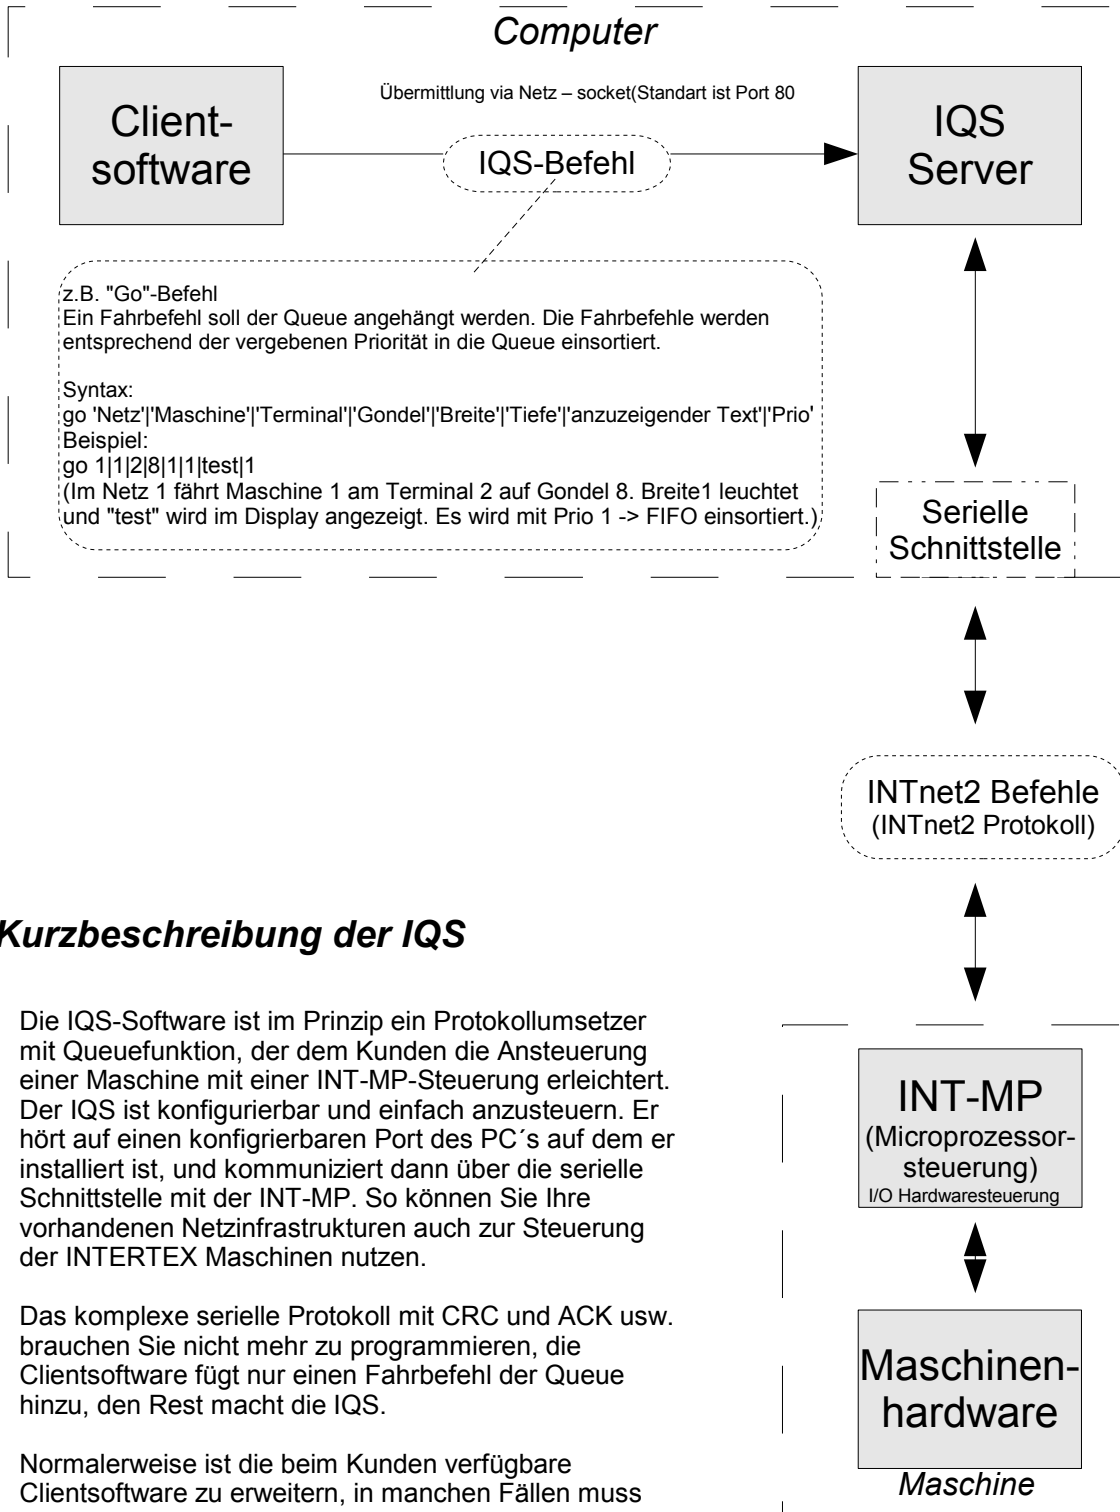 Computer
Übermittlung via Netz – socket(Standart ist Port 80
Client-
software
IQS-Befehl
IQS
Server
z.B. "Go"-Befehl
Ein Fahrbefehl soll der Queue angehängt werden. Die Fahrbefehle werden
entsprechend der vergebenen Priorität in die Queue einsortiert.
Syntax:
go 'Netz'|'Maschine'|'Terminal'|'Gondel'|'Breite'|'Tiefe'|'anzuzeigender Text'|'Prio'
Beispiel:
go 1|1|2|8|1|1|test|1
(Im Netz 1 fährt Maschine 1 am Terminal 2 auf Gondel 8. Breite1 leuchtet
und "test" wird im Display angezeigt. Es wird mit Prio 1 -> FIFO einsortiert.)
Serielle
Schnittstelle
INTnet2 Befehle
(INTnet2 Protokoll)
Kurzbeschreibung der IQS
Die IQS-Software ist im Prinzip ein Protokollumsetzer
mit Queuefunktion, der dem Kunden die Ansteuerung
einer Maschine mit einer INT-MP-Steuerung erleichtert.
Der IQS ist konfigurierbar und einfach anzusteuern. Er
hört auf einen konfigrierbaren Port des PC´s auf dem er
installiert ist, und kommuniziert dann über die serielle
Schnittstelle mit der INT-MP. So können Sie Ihre
vorhandenen Netzinfrastrukturen auch zur Steuerung
der INTERTEX Maschinen nutzen.
Das komplexe serielle Protokoll mit CRC und ACK usw.
brauchen Sie nicht mehr zu programmieren, die
Clientsoftware fügt nur einen Fahrbefehl der Queue
hinzu, den Rest macht die IQS.
Normalerweise ist die beim Kunden verfügbare
Clientsoftware zu erweitern, in manchen Fällen muss
INT-MP
(Microprozessor-
steuerung)
I/O Hardwaresteuerung
Maschinen-
hardware
Maschine